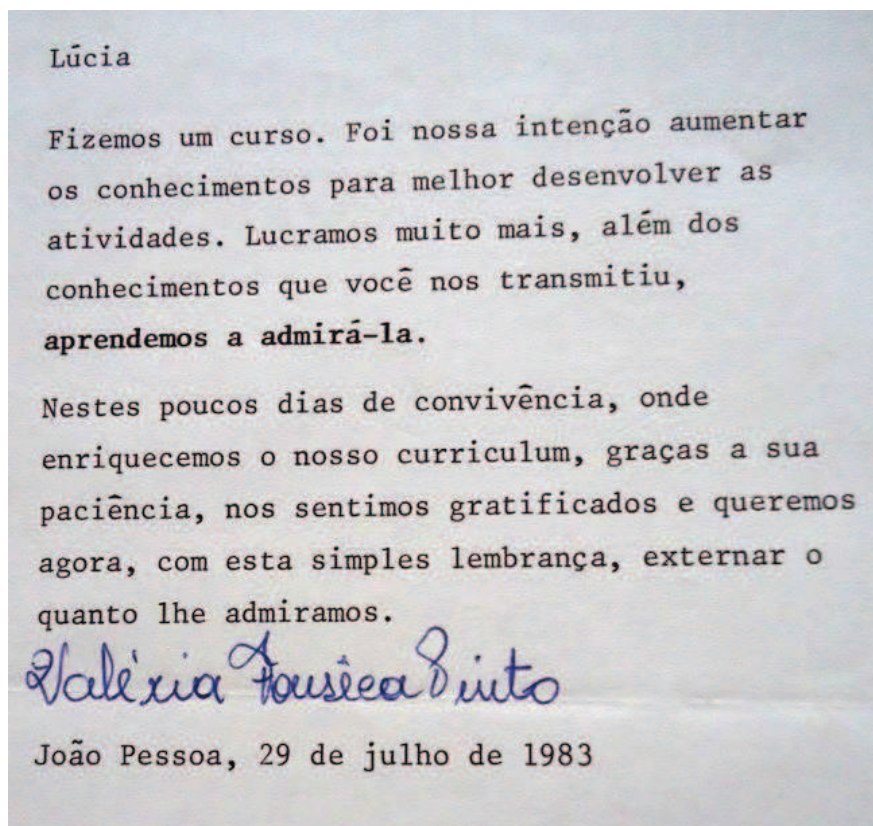 Lúcia
Fizemos um curso. Foi nossa intenção aumentar
os conhecimentos para melhor desenvolver as
atividades. Lucramos muito mais, além dos
conhecimentos que você nos transmitiu,
aprendemos a admirá-la.
Nestes poucos dias de convivência, onde
enriquecemos o nosso curriculum, graças a sua
paciência, nos sentimos gratificados e queremos
agora, com esta simples lembrança, externar o
quanto lhe admiramos.
Valéria Fonsêca Pinto
João Pessoa, 29 de julho de 1983